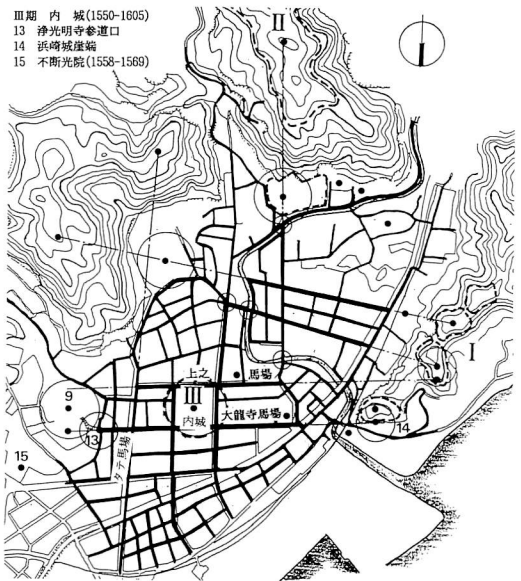 Ⅲ期 内 城(1550-1605)
13 浄光明寺参道口
14 浜崎城崖端
15 不断光院(1558-1569)
Ⅱ
Ⅰ
上之 馬場
Ⅲ
内城
大龍寺馬場
9
13
14
15
タテ馬場